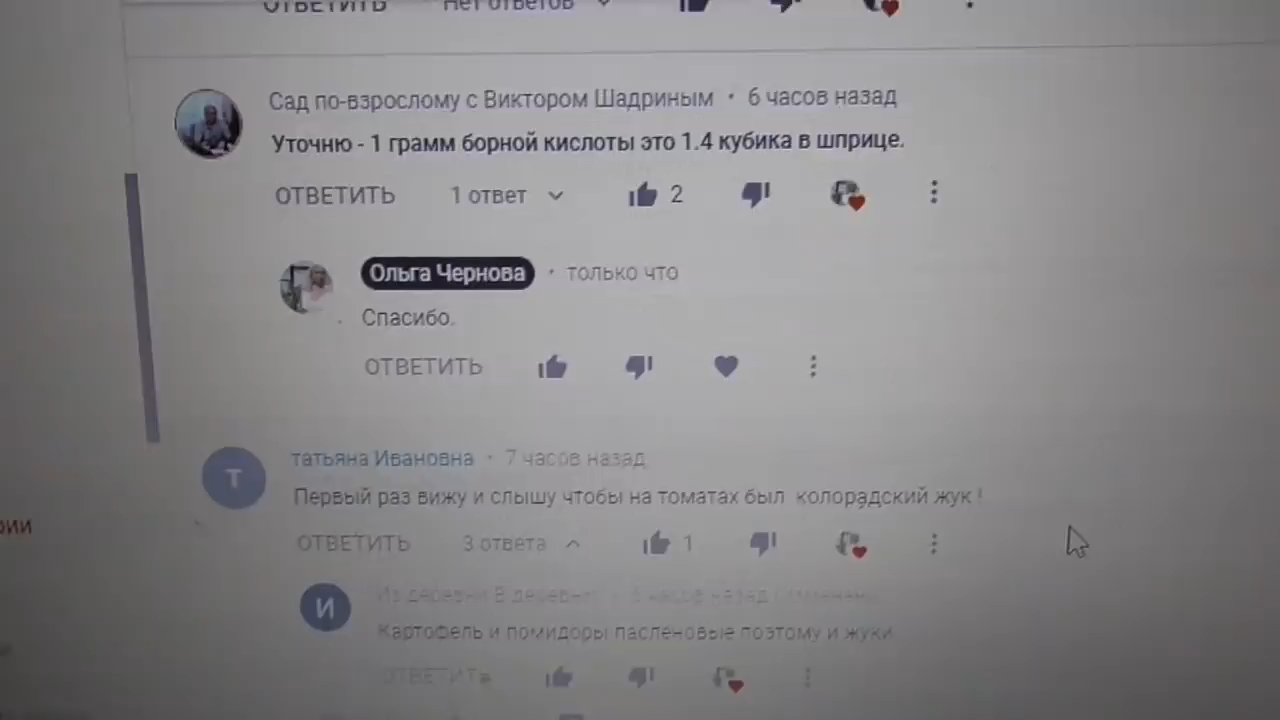 ОТВЕТИТЬ Нет ответов
Сад по-взрослому с Виктором Шадриным • 6 часов назад
Уточню - 1 грамм борной кислоты это 1.4 кубика в шприце.
ОТВЕТИТЬ 1 ответ 2
Ольга Чернова • только что
Спасибо.
ОТВЕТИТЬ
татьяна Ивановна • 7 часов назад
Т
Первый раз вижу и слышу чтобы на томатах был колорадский жук !
рии
ОТВЕТИТЬ 3 ответа 1
Из деревни В деревню • 6 часов назад
И
Картофель и помидоры пасленовые поэтому и жуки
ОТВЕТИТЬ